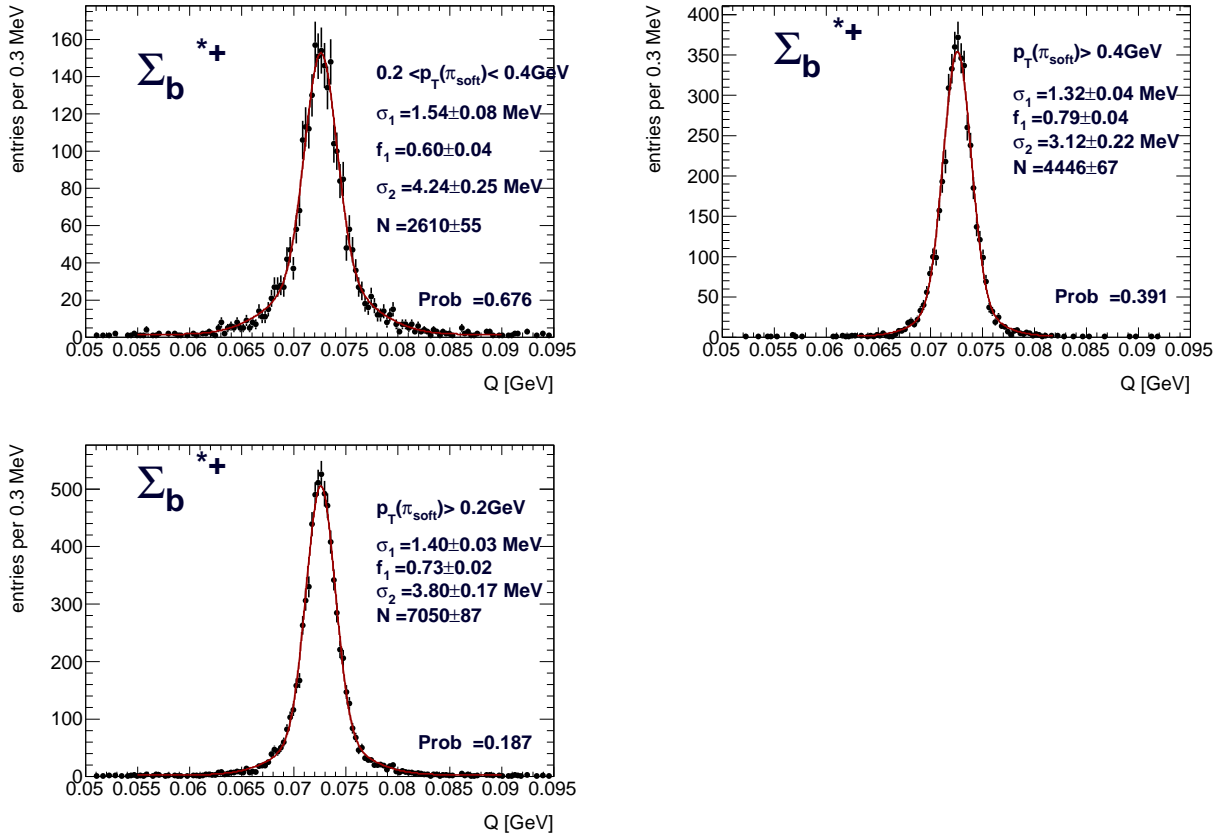 entries per 0.3 MeV
160
140
120
100
80
60
40
20
0
Σb *+
0.2 <pT(πsoft)< 0.4GeV
σ1 =1.54±0.08 MeV
f1 =0.60±0.04
σ2 =4.24±0.25 MeV
N =2610±55
Prob =0.676
0.05 0.055 0.06 0.065 0.07 0.075 0.08 0.085 0.09 0.095
Q [GeV]
entries per 0.3 MeV
400
350
300
250
200
150
100
50
0
Σb *+
pT(πsoft)> 0.4GeV
σ1 =1.32±0.04 MeV
f1 =0.79±0.04
σ2 =3.12±0.22 MeV
N =4446±67
Prob =0.391
0.05 0.055 0.06 0.065 0.07 0.075 0.08 0.085 0.09 0.095
Q [GeV]
entries per 0.3 MeV
500
400
300
200
100
0
Σb *+
pT(πsoft)> 0.2GeV
σ1 =1.40±0.03 MeV
f1 =0.73±0.02
σ2 =3.80±0.17 MeV
N =7050±87
Prob =0.187
0.05 0.055 0.06 0.065 0.07 0.075 0.08 0.085 0.09 0.095
Q [GeV]